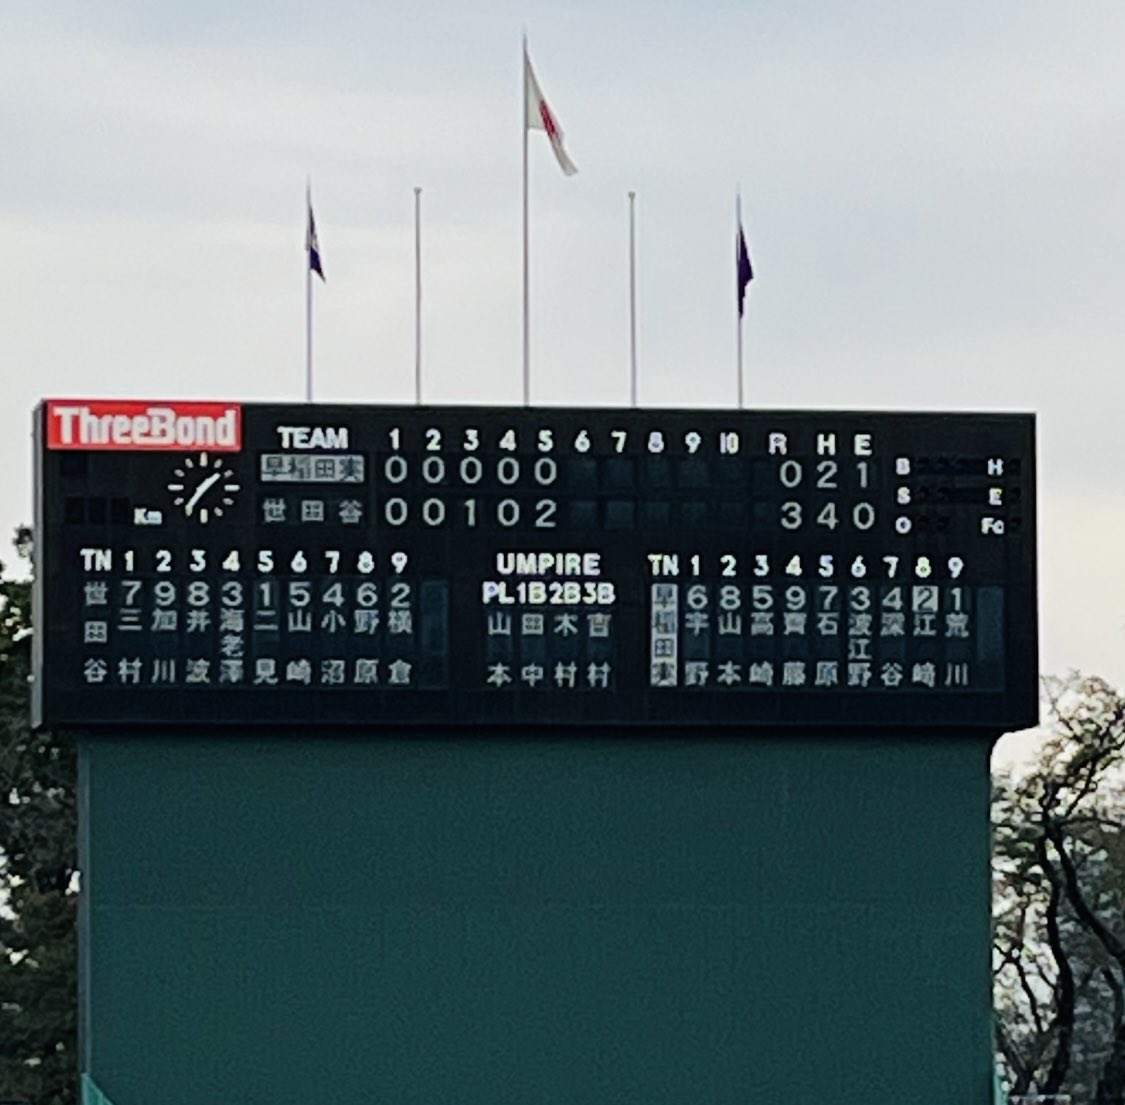 ThreeBond
TEAM 1 2 3 4 5 6 7 8 9 10 R H E
早稲田実 0 0 0 0 0 0 2 1 B H
S E
世田谷 0 0 1 0 2 3 4 0 O Fc
Km
TN 1 2 3 4 5 6 7 8 9
世田谷 7 9 8 3 1 5 4 6 2
三村 加川 井波 海老澤 二見 山崎 小沼 野原 横倉
UMPIRE
PL 1B 2B 3B
山本 田中 木村 吉村
TN 1 2 3 4 5 6 7 8 9
早稲田実 6 8 5 9 7 3 4 2 1
宇野 山本 高崎 齋藤 石原 波江野 深谷 江﨑 荒川